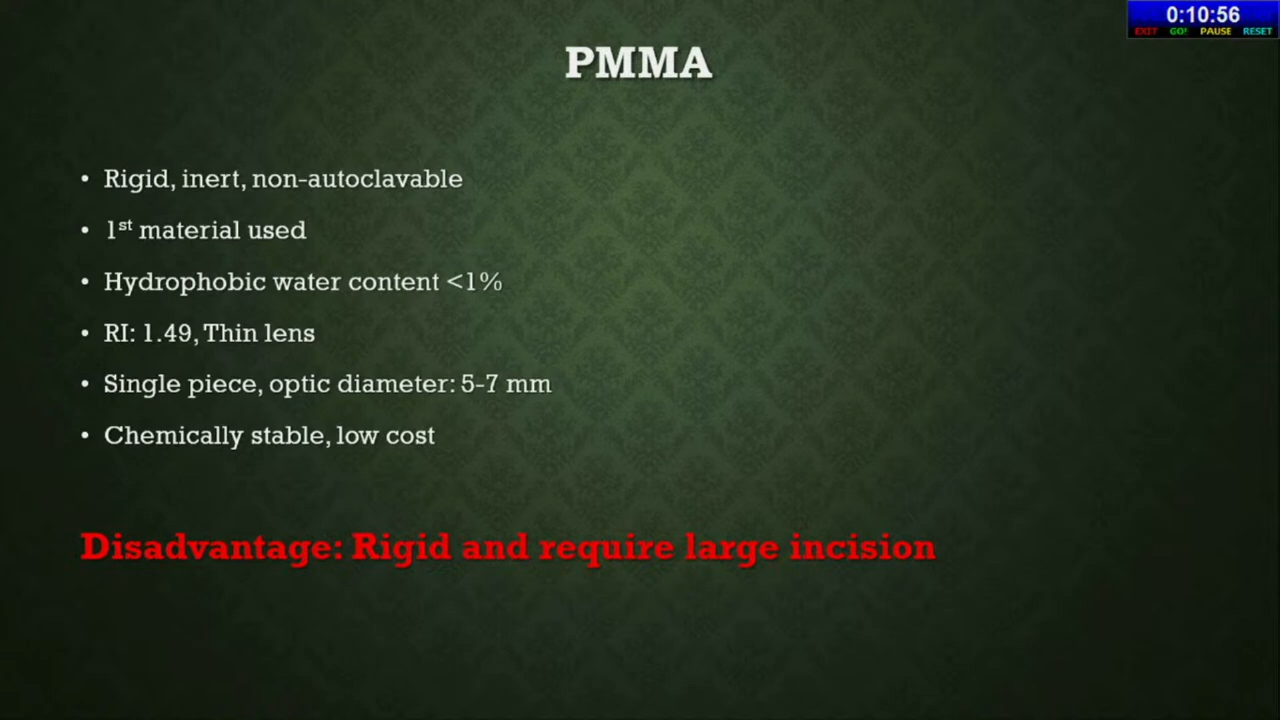 0:10:56
EXIT GO! PAUSE RESET
PMMA
• Rigid, inert, non-autoclavable
• 1st material used
• Hydrophobic water content <1%
• RI: 1.49, Thin lens
• Single piece, optic diameter: 5-7 mm
• Chemically stable, low cost
Disadvantage: Rigid and require large incision